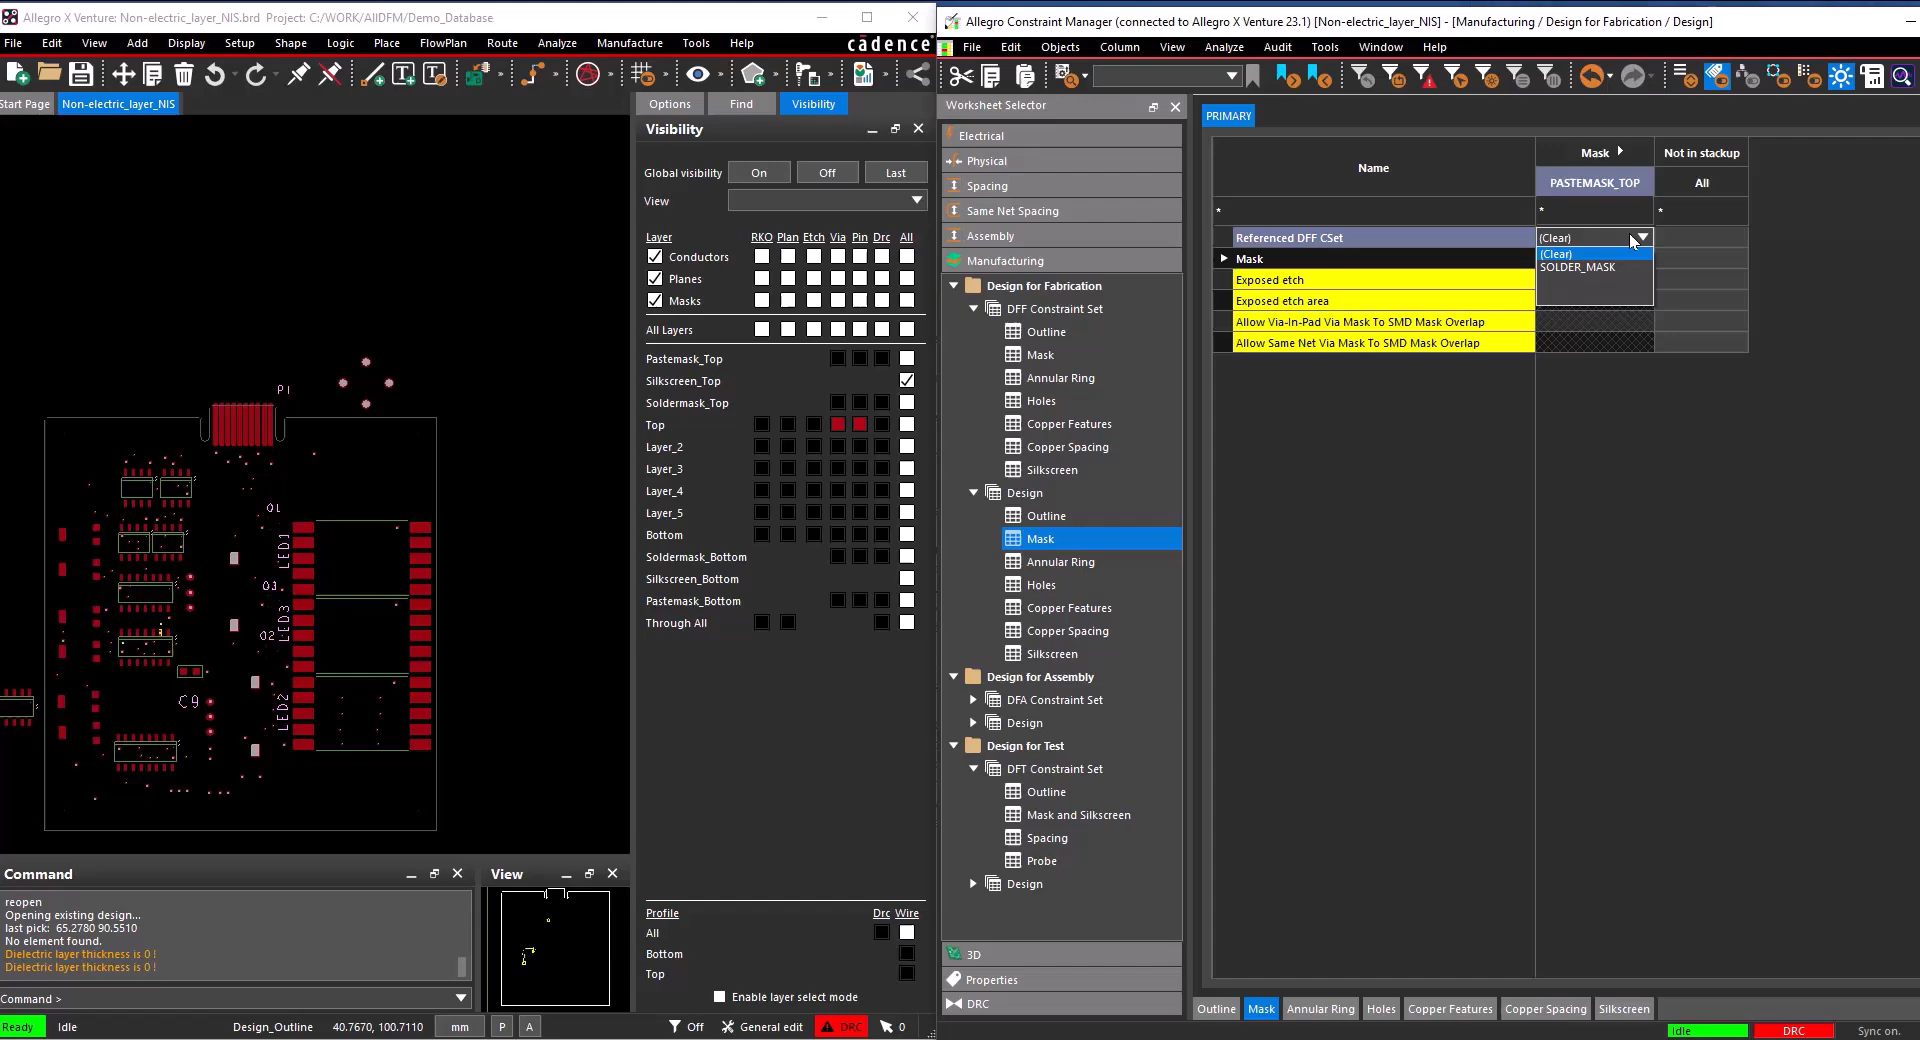 Allegro X Venture: Non-electric_layer_NIS.brd  Project: C:/WORK/AllDFM/Demo_Database
File Edit View Add Display Setup Shape Logic Place FlowPlan Route Analyze Manufacture Tools Help
cādence
Start Page Non-electric_layer_NIS
P1
O1
LED1
O3
LED3
O2
C9
LED2
Options Find Visibility
Visibility
Global visibility On Off Last
View
Layer RKO Plan Etch Via Pin Drc All
Conductors
Planes
Masks
All Layers
Pastemask_Top
Silkscreen_Top
Soldermask_Top
Top
Layer_2
Layer_3
Layer_4
Layer_5
Bottom
Soldermask_Bottom
Silkscreen_Bottom
Pastemask_Bottom
Through All
Profile Drc Wire
All
Bottom
Top
Enable layer select mode
Command
reopen
Opening existing design...
last pick:  65.2780 90.5510
No element found.
Dielectric layer thickness is 0 !
Dielectric layer thickness is 0 !
Command >
View
Ready Idle Design_Outline 40.7670, 100.7110 mm P A Off General edit DRC 0
Allegro Constraint Manager (connected to Allegro X Venture 23.1) [Non-electric_layer_NIS] - [Manufacturing / Design for Fabrication / Design]
File Edit Objects Column View Analyze Audit Tools Window Help
Worksheet Selector
Electrical
Physical
Spacing
Same Net Spacing
Assembly
Manufacturing
Design for Fabrication
DFF Constraint Set
Outline
Mask
Annular Ring
Holes
Copper Features
Copper Spacing
Silkscreen
Design
Outline
Mask
Annular Ring
Holes
Copper Features
Copper Spacing
Silkscreen
Design for Assembly
DFA Constraint Set
Design
Design for Test
DFT Constraint Set
Outline
Mask and Silkscreen
Spacing
Probe
Design
3D
Properties
DRC
PRIMARY
Name Mask Not in stackup
PASTEMASK_TOP All
* * *
Referenced DFF CSet (Clear)
(Clear)
SOLDER_MASK
Mask
Exposed etch
Exposed etch area
Allow Via-In-Pad Via Mask To SMD Mask Overlap
Allow Same Net Via Mask To SMD Mask Overlap
Outline Mask Annular Ring Holes Copper Features Copper Spacing Silkscreen
Idle DRC Sync on.